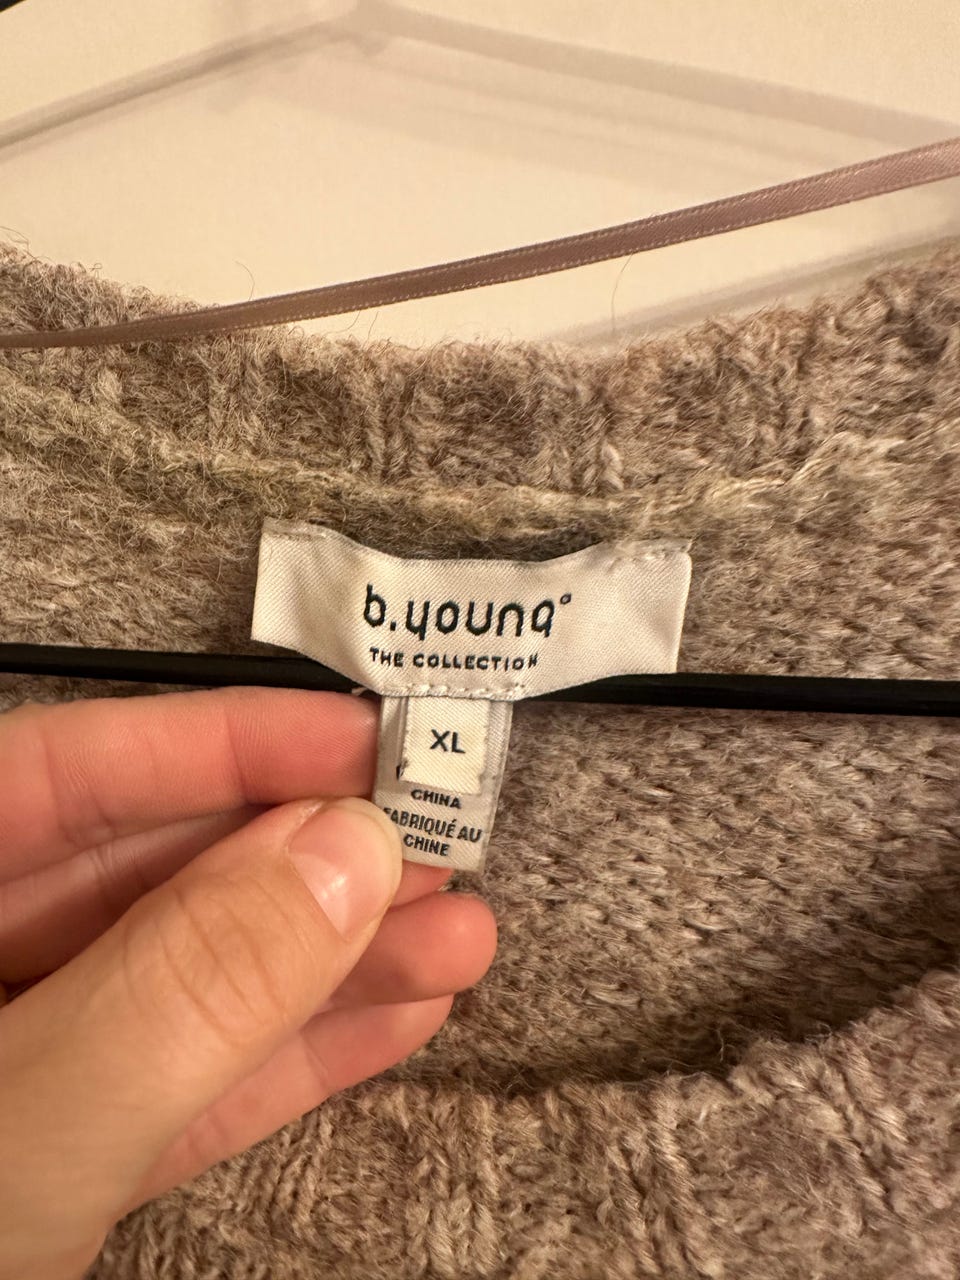 b.young
THE COLLECTION
XL
CHINA
FABRIQUÉ AU
CHINE